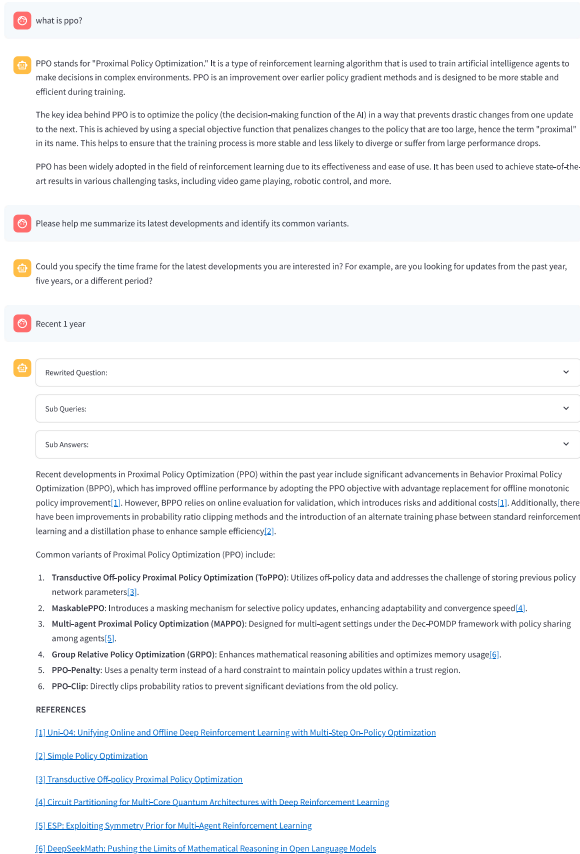 what is ppo?
PPO stands for "Proximal Policy Optimization." It is a type of reinforcement learning algorithm that is used to train artificial intelligence agents to
make decisions in complex environments. PPO is an improvement over earlier policy gradient methods and is designed to be more stable and
efficient during training.
The key idea behind PPO is to optimize the policy (the decision-making function of the AI) in a way that prevents drastic changes from one update
to the next. This is achieved by using a special objective function that penalizes changes to the policy that are too large, hence the term "proximal"
in its name. This helps to ensure that the training process is more stable and less likely to diverge or suffer from large performance drops.
PPO has been widely adopted in the field of reinforcement learning due to its effectiveness and ease of use. It has been used to achieve state-of-the-
art results in various challenging tasks, including video game playing, robotic control, and more.
Please help me summarize its latest developments and identify its common variants.
Could you specify the time frame for the latest developments you are interested in? For example, are you looking for updates from the past year,
five years, or a different period?
Recent 1 year
Rewrited Question:
Sub Queries:
Sub Answers:
Recent developments in Proximal Policy Optimization (PPO) within the past year include significant advancements in Behavior Proximal Policy
Optimization (BPPO), which has improved offline performance by adopting the PPO objective with advantage replacement for offline monotonic
policy improvement[1]. However, BPPO relies on online evaluation for validation, which introduces risks and additional costs[1]. Additionally, there
have been improvements in probability ratio clipping methods and the introduction of an alternate training phase between standard reinforcement
learning and a distillation phase to enhance sample efficiency[2].
Common variants of Proximal Policy Optimization (PPO) include:
1. Transductive Off-policy Proximal Policy Optimization (ToPPO): Utilizes off-policy data and addresses the challenge of storing previous policy
network parameters[3].
2. MaskablePPO: Introduces a masking mechanism for selective policy updates, enhancing adaptability and convergence speed[4].
3. Multi-agent Proximal Policy Optimization (MAPPO): Designed for multi-agent settings under the Dec-POMDP framework with policy sharing
among agents[5].
4. Group Relative Policy Optimization (GRPO): Enhances mathematical reasoning abilities and optimizes memory usage[6].
5. PPO-Penalty: Uses a penalty term instead of a hard constraint to maintain policy updates within a trust region.
6. PPO-Clip: Directly clips probability ratios to prevent significant deviations from the old policy.
REFERENCES
[1] Uni-O4: Unifying Online and Offline Deep Reinforcement Learning with Multi-Step On-Policy Optimization
[2] Simple Policy Optimization
[3] Transductive Off-policy Proximal Policy Optimization
[4] Circuit Partitioning for Multi-Core Quantum Architectures with Deep Reinforcement Learning
[5] ESP: Exploiting Symmetry Prior for Multi-Agent Reinforcement Learning
[6] DeepSeekMath: Pushing the Limits of Mathematical Reasoning in Open Language Models